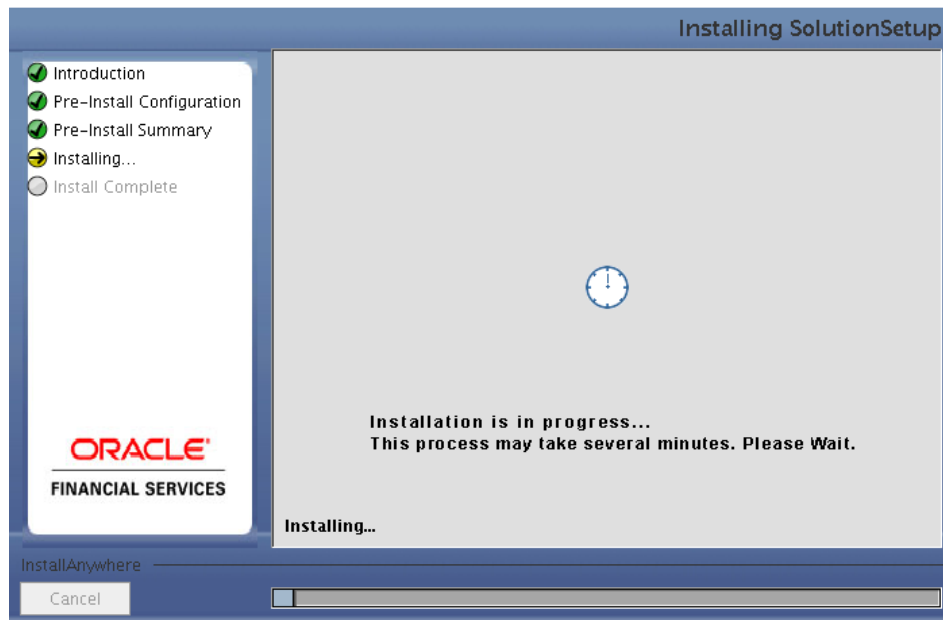 Installing SolutionSetup
Introduction
Pre-Install Configuration
Pre-Install Summary
Installing...
Install Complete
Installation is in progress...
This process may take several minutes. Please Wait.
ORACLE®
FINANCIAL SERVICES
Installing...
InstallAnywhere
Cancel